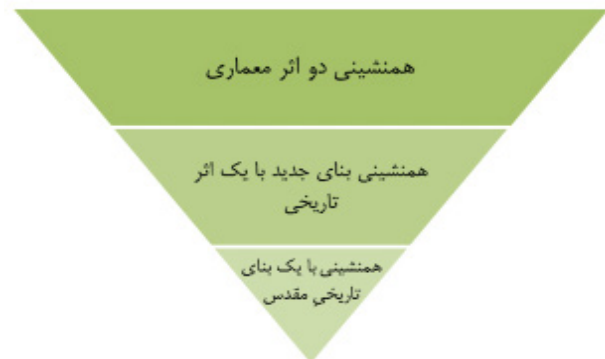 همنشینی دو اثر معماری
همنشینی بنای جدید با یک اثر
تاریخی
همنشینی با یک بنای
تاریخیِ مقدس